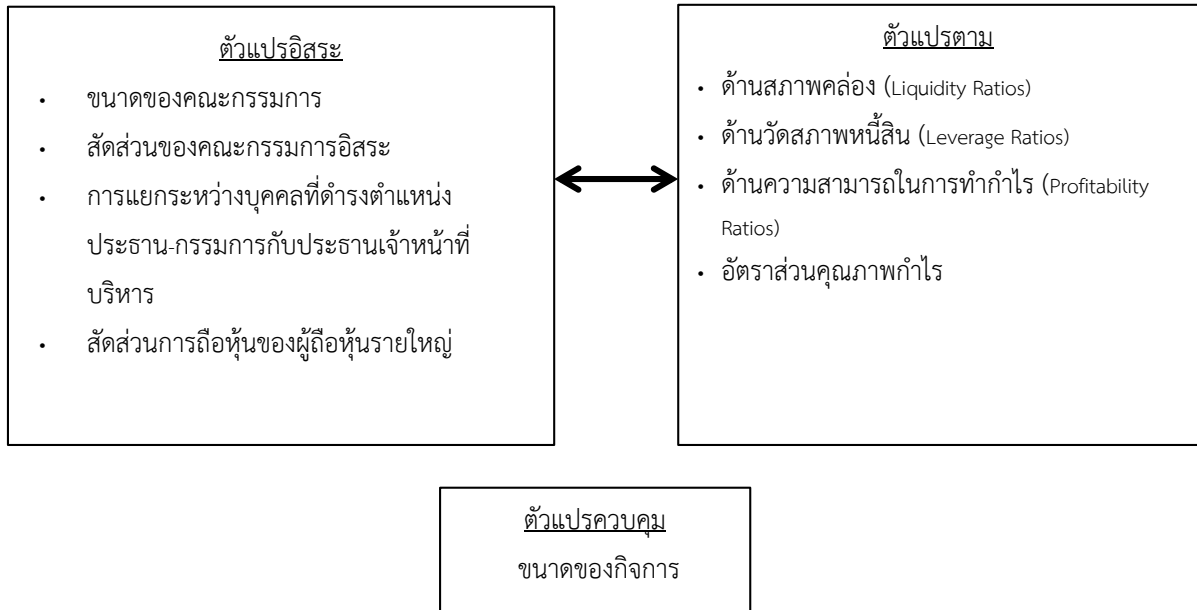 ตัวแปรอิสระ
• ขนาดของคณะกรรมการ
• สัดส่วนของคณะกรรมการอิสระ
• การแยกระหว่างบุคคลที่ดำรงตำแหน่ง
ประธาน-กรรมการกับประธานเจ้าหน้าที่
บริหาร
• สัดส่วนการถือหุ้นของผู้ถือหุ้นรายใหญ่
ตัวแปรตาม
• ด้านสภาพคล่อง (Liquidity Ratios)
• ด้านวัดสภาพหนี้สิน (Leverage Ratios)
• ด้านความสามารถในการทำกำไร (Profitability
Ratios)
• อัตราส่วนคุณภาพกำไร
ตัวแปรควบคุม
ขนาดของกิจการ